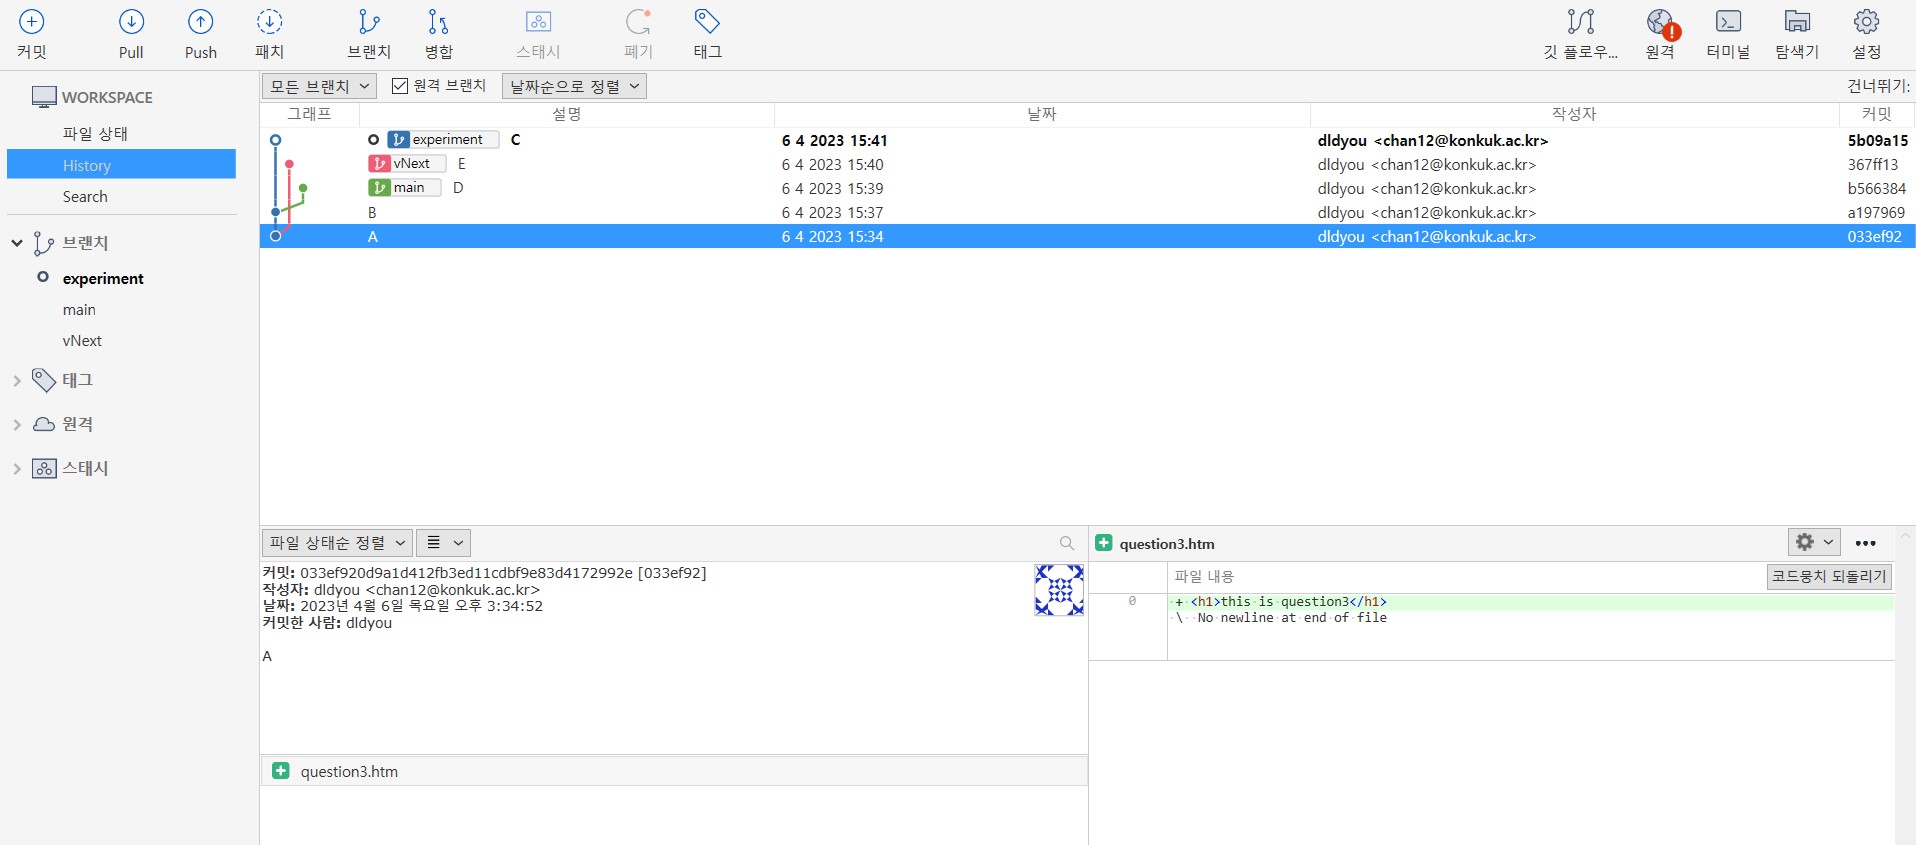 커밋 Pull Push 패치 브랜치 병합 스태시 폐기 태그 깃 플로우... 원격 터미널 탐색기 설정
WORKSPACE
파일 상태
History
Search
브랜치
experiment
main
vNext
태그
원격
스태시
모든 브랜치 원격 브랜치 날짜순으로 정렬 건너뛰기:
그래프 설명 날짜 작성자 커밋
experiment C 6 4 2023 15:41 dldyou <chan12@konkuk.ac.kr> 5b09a15
vNext E 6 4 2023 15:40 dldyou <chan12@konkuk.ac.kr> 367ff13
main D 6 4 2023 15:39 dldyou <chan12@konkuk.ac.kr> b566384
B 6 4 2023 15:37 dldyou <chan12@konkuk.ac.kr> a197969
A 6 4 2023 15:34 dldyou <chan12@konkuk.ac.kr> 033ef92
파일 상태순 정렬
커밋: 033ef920d9a1d412fb3ed11cdbf9e83d4172992e [033ef92]
작성자: dldyou <chan12@konkuk.ac.kr>
날짜: 2023년 4월 6일 목요일 오후 3:34:52
커밋한 사람: dldyou
A
question3.htm
question3.htm
파일 내용 코드뭉치 되돌리기
0 + <h1>this is question3</h1>
\ No newline at end of file